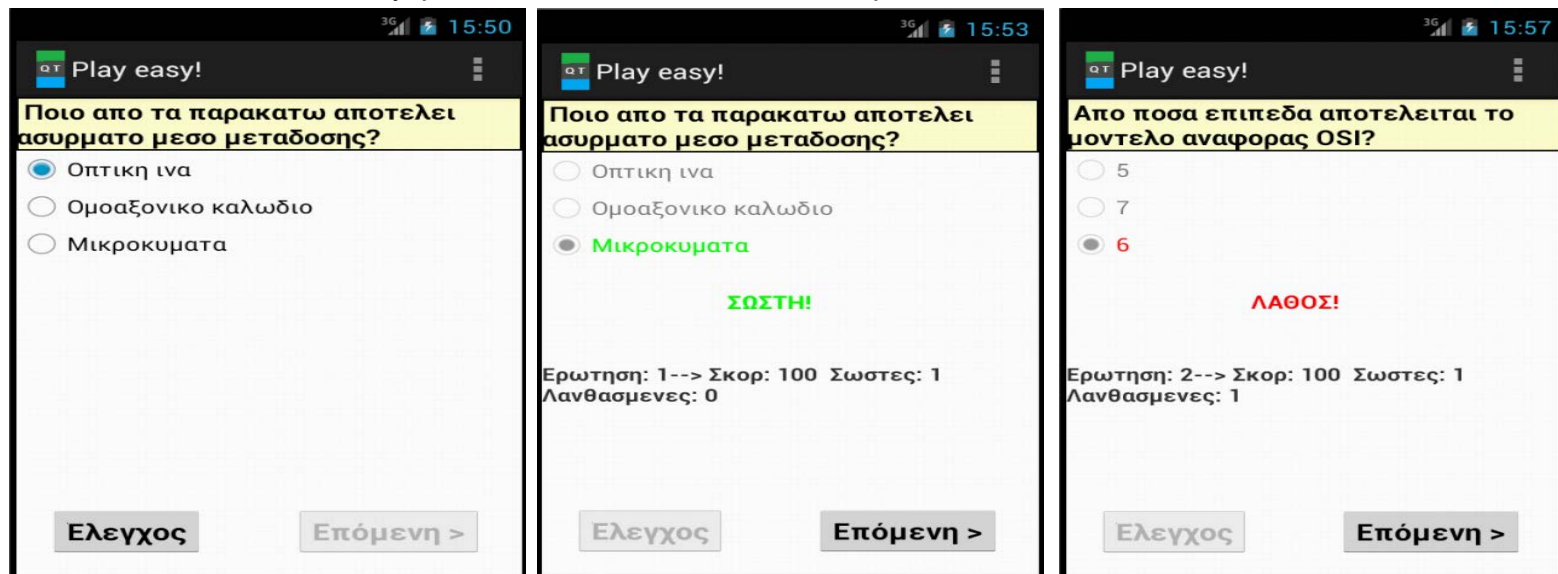 3G 15:50
QT Play easy!
Ποιο απο τα παρακατω αποτελει
ασυρματο μεσο μεταδοσης?
Οπτικη ινα
Ομοαξονικο καλωδιο
Μικροκυματα
Ελεγχος Επόμενη >
3G 15:53
QT Play easy!
Ποιο απο τα παρακατω αποτελει
ασυρματο μεσο μεταδοσης?
Οπτικη ινα
Ομοαξονικο καλωδιο
Μικροκυματα
ΣΩΣΤΗ!
Ερωτηση: 1--> Σκορ: 100 Σωστες: 1
Λανθασμενες: 0
Ελεγχος Επόμενη >
3G 15:57
QT Play easy!
Απο ποσα επιπεδα αποτελειται το
μοντελο αναφορας OSI?
5
7
6
ΛΑΘΟΣ!
Ερωτηση: 2--> Σκορ: 100 Σωστες: 1
Λανθασμενες: 1
Ελεγχος Επόμενη >